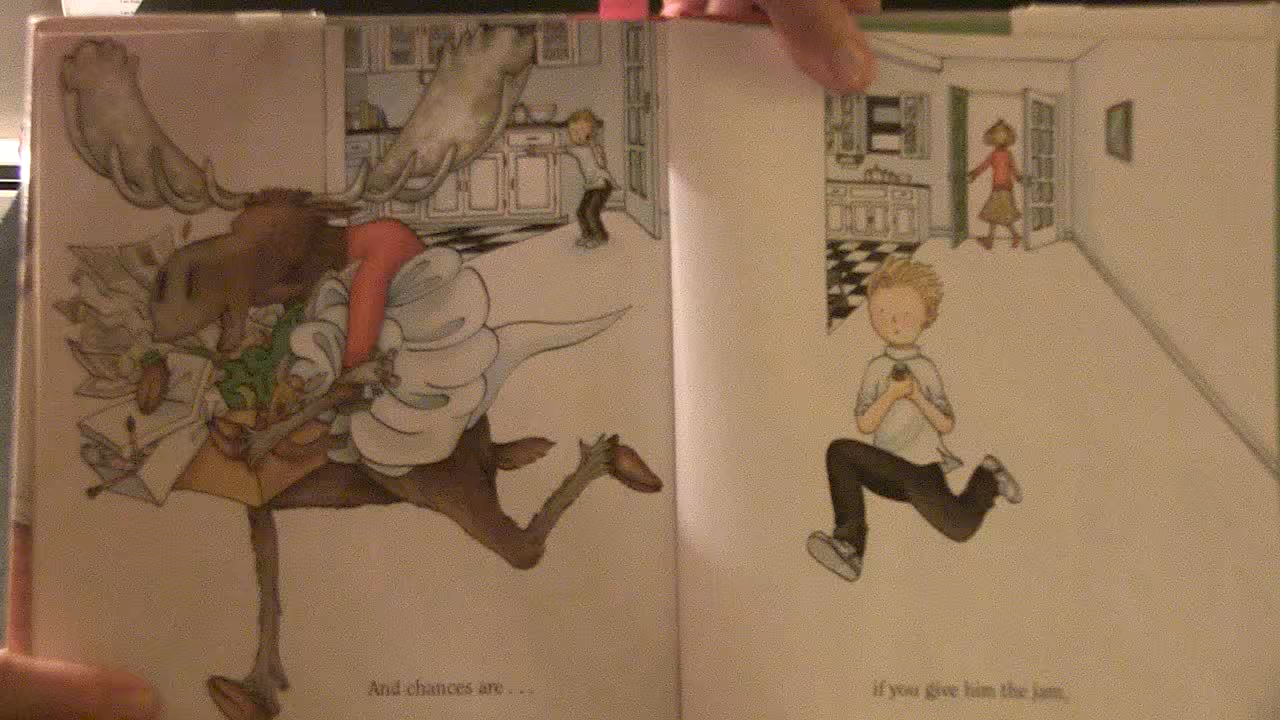 And chances are . . .
if you give him the jam,